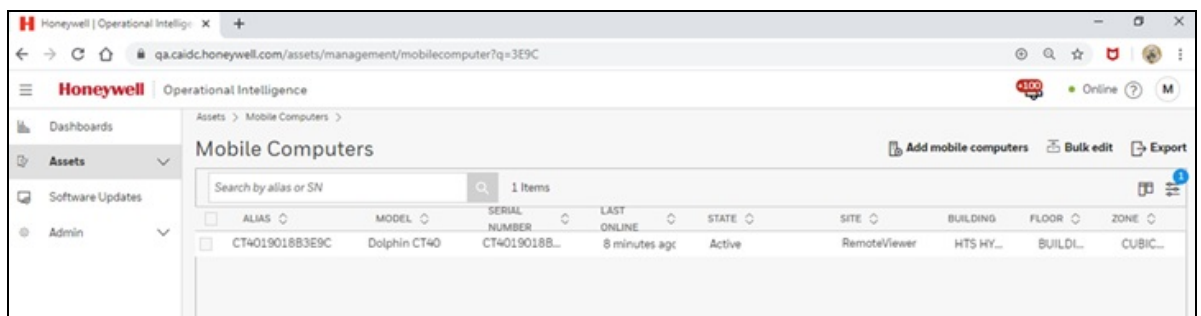 Honeywell | Operational Intellige
qa.caidc.honeywell.com/assets/management/mobilecomputer?q=3E9C
Honeywell Operational Intelligence +100 Online ? M
Dashboards
Assets
Software Updates
Admin
Assets > Mobile Computers >
Mobile Computers Add mobile computers Bulk edit Export
Search by alias or SN 1 Items 1
ALIAS MODEL SERIAL NUMBER LAST ONLINE STATE SITE BUILDING FLOOR ZONE
CT4019018B3E9C Dolphin CT40 CT4019018B... 8 minutes ago Active RemoteViewer HTS HY... BUILDI... CUBIC...